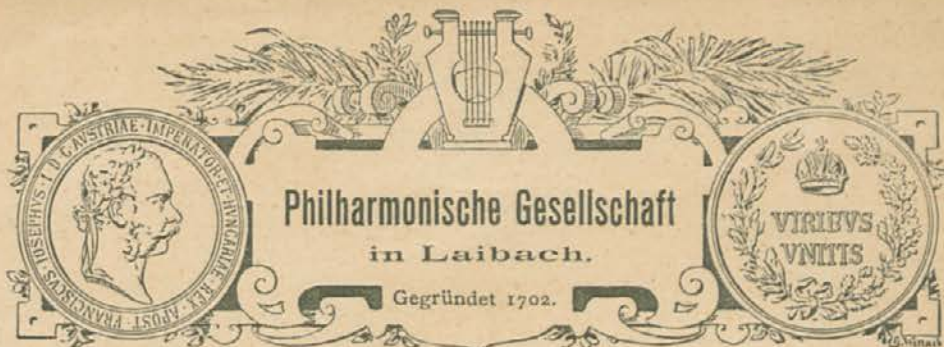 FRANCISCVS IOSEPHVS I D. G. AVSTRIAE IMPERATOR ET HVNGARIAE REX APOST
Philharmonische Gesellschaft
in Laibach.
Gegründet 1702.
VIRIBVS
VNITIS